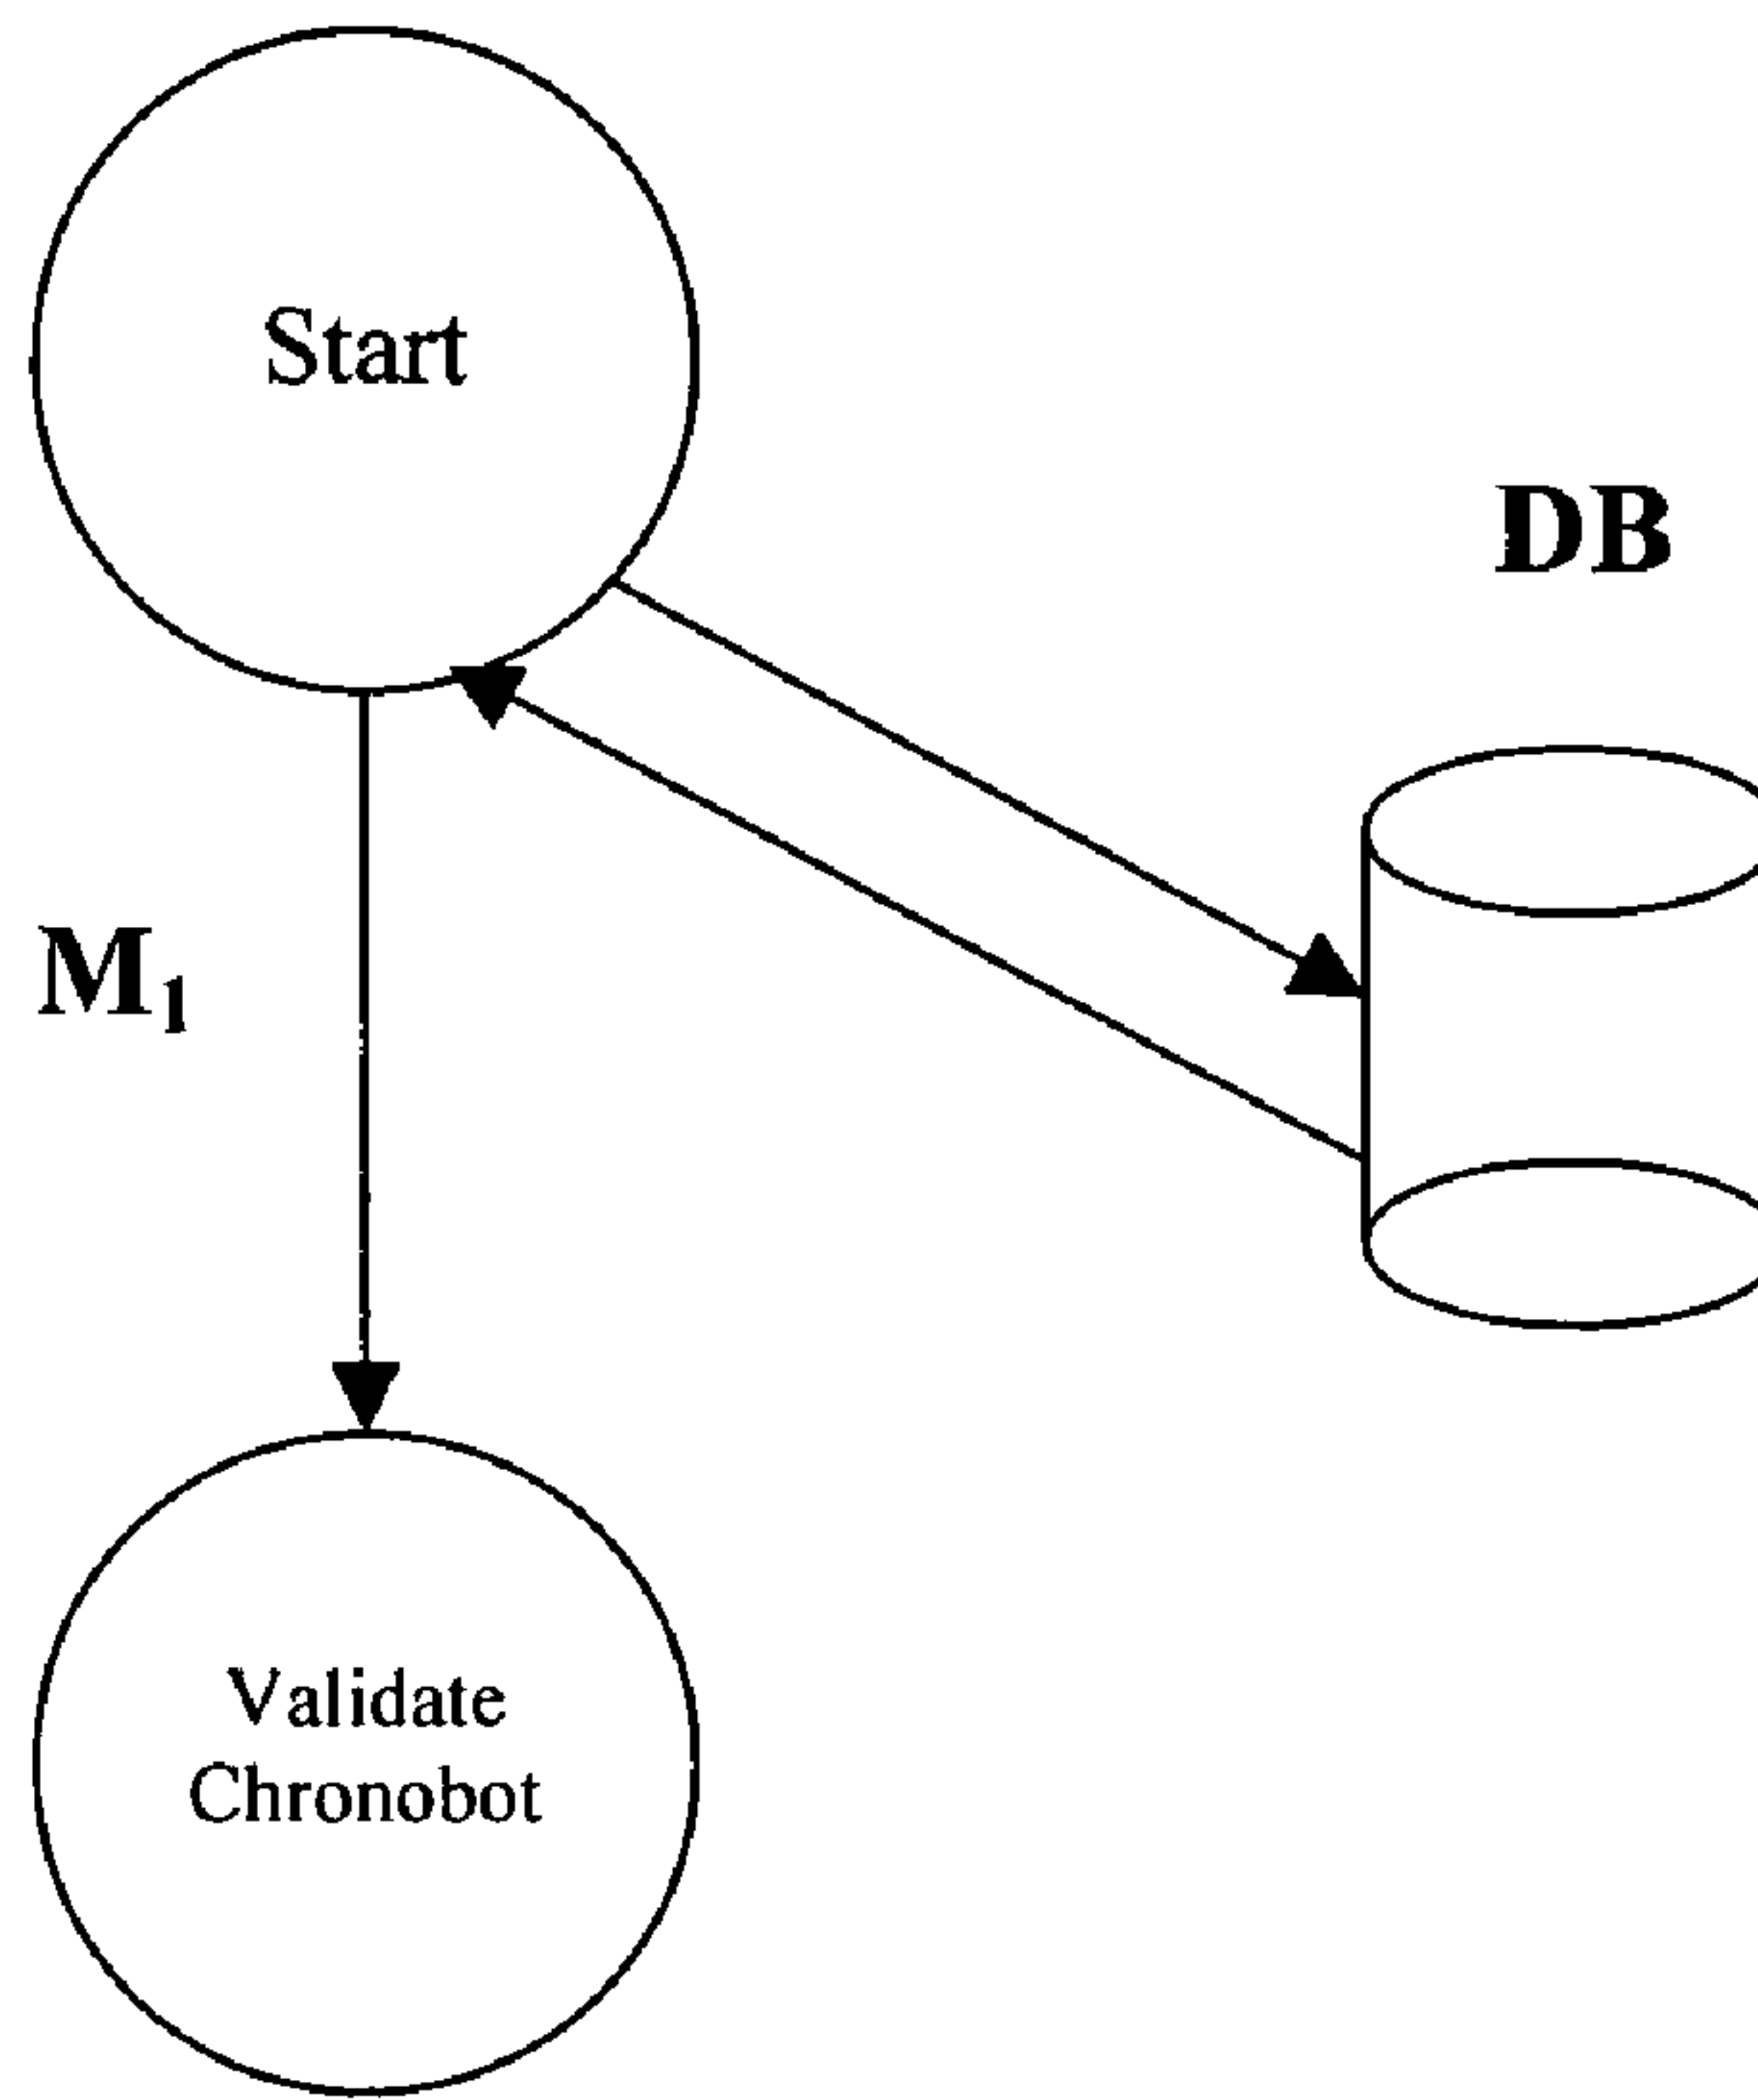 Start
DB
M₁
Validate
Chronobot